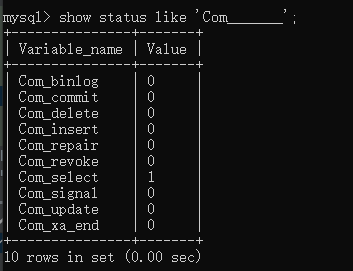 mysql> show status like 'Com_______';
+---------------+-------+
| Variable_name | Value |
+---------------+-------+
| Com_binlog    | 0     |
| Com_commit    | 0     |
| Com_delete    | 0     |
| Com_insert    | 0     |
| Com_repair    | 0     |
| Com_revoke    | 0     |
| Com_select    | 1     |
| Com_signal    | 0     |
| Com_update    | 0     |
| Com_xa_end    | 0     |
+---------------+-------+
10 rows in set (0.00 sec)